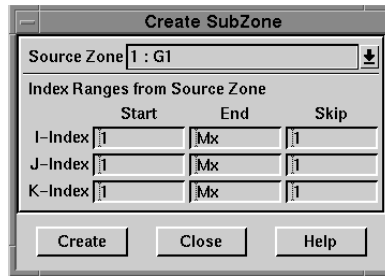 Create SubZone
Source Zone 1 : G1
Index Ranges from Source Zone
Start End Skip
I-Index 1 Mx 1
J-Index 1 Mx 1
K-Index 1 Mx 1
Create Close Help